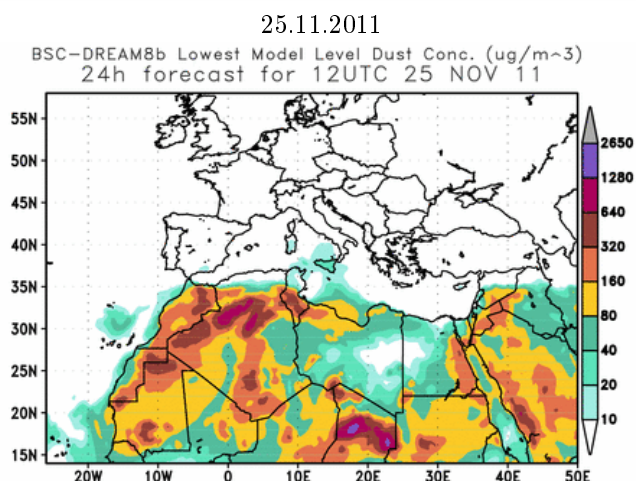 25.11.2011
BSC-DREAM8b Lowest Model Level Dust Conc. (ug/m^3)
24h forecast for 12UTC 25 NOV 11
55N
50N
45N
40N
35N
30N
25N
20N
15N
20W
10W
0
10E
20E
30E
40E
50E
2650
1280
640
320
160
80
40
20
10